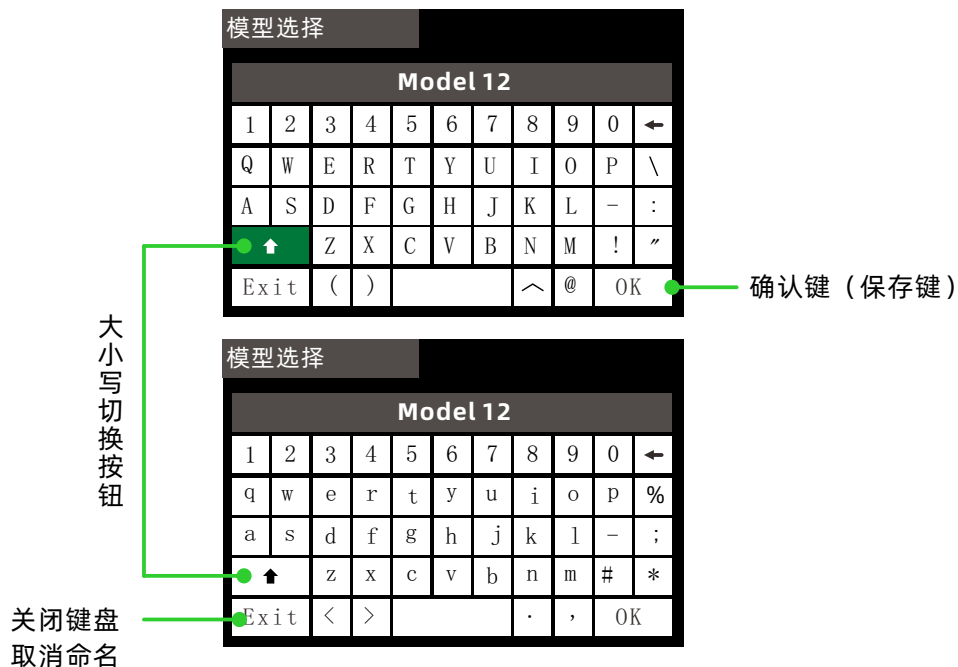 模型选择
Model 12
1 2 3 4 5 6 7 8 9 0 ←
Q W E R T Y U I O P \
A S D F G H J K L - :
⬆ Z X C V B N M ! ″
Exit ( ) ︿ @ OK
确认键（保存键）
大小写切换按钮
模型选择
Model 12
1 2 3 4 5 6 7 8 9 0 ←
q w e r t y u i o p %
a s d f g h j k l - ;
⬆ z x c v b n m # *
Exit < > . , OK
关闭键盘
取消命名